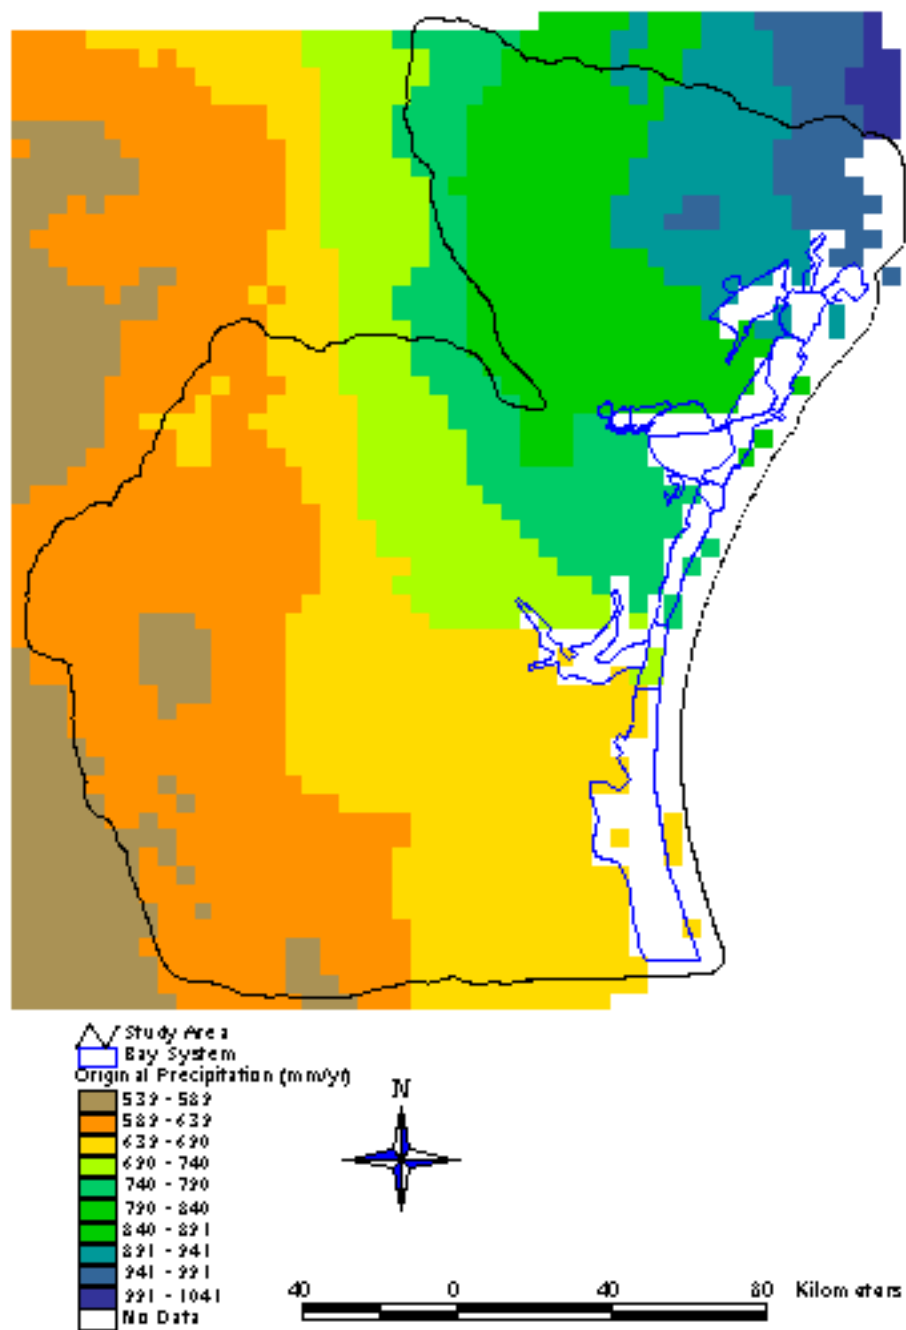 Study Area
Bay System
Original Precipitation (mm/yr)
N
539 - 589
589 - 639
639 - 690
690 - 740
740 - 790
790 - 840
840 - 891
891 - 941
941 - 991
991 - 1041
No Data
40 0 40 80 Kilometers